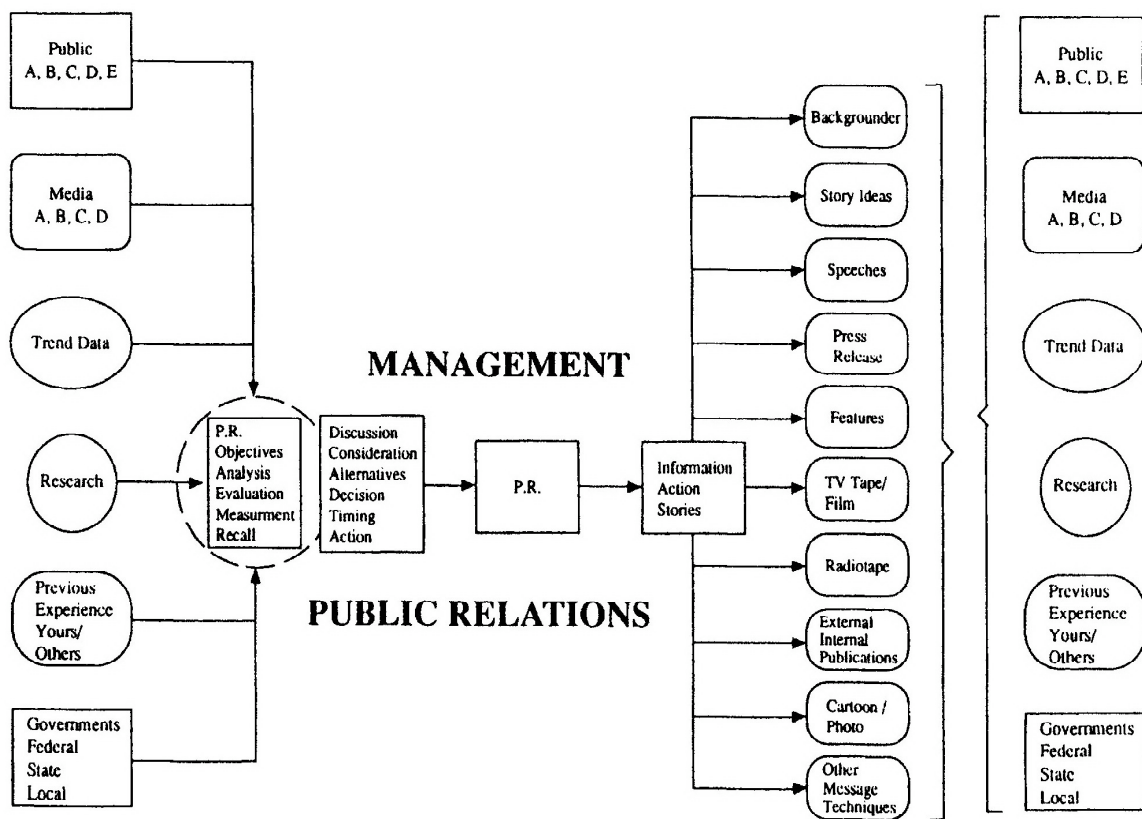 Public
A, B, C, D, E
Media
A, B, C, D
Trend Data
Research
Previous
Experience
Yours/
Others
Governments
Federal
State
Local
MANAGEMENT
PUBLIC RELATIONS
P.R.
Objectives
Analysis
Evaluation
Measurment
Recall
Discussion
Consideration
Alternatives
Decision
Timing
Action
P.R.
Information
Action
Stories
Backgrounder
Story Ideas
Speeches
Press
Release
Features
TV Tape/
Film
Radiotape
External
Internal
Publications
Cartoon /
Photo
Other
Message
Techniques
Public
A, B, C, D, E
Media
A, B, C, D
Trend Data
Research
Previous
Experience
Yours/
Others
Governments
Federal
State
Local